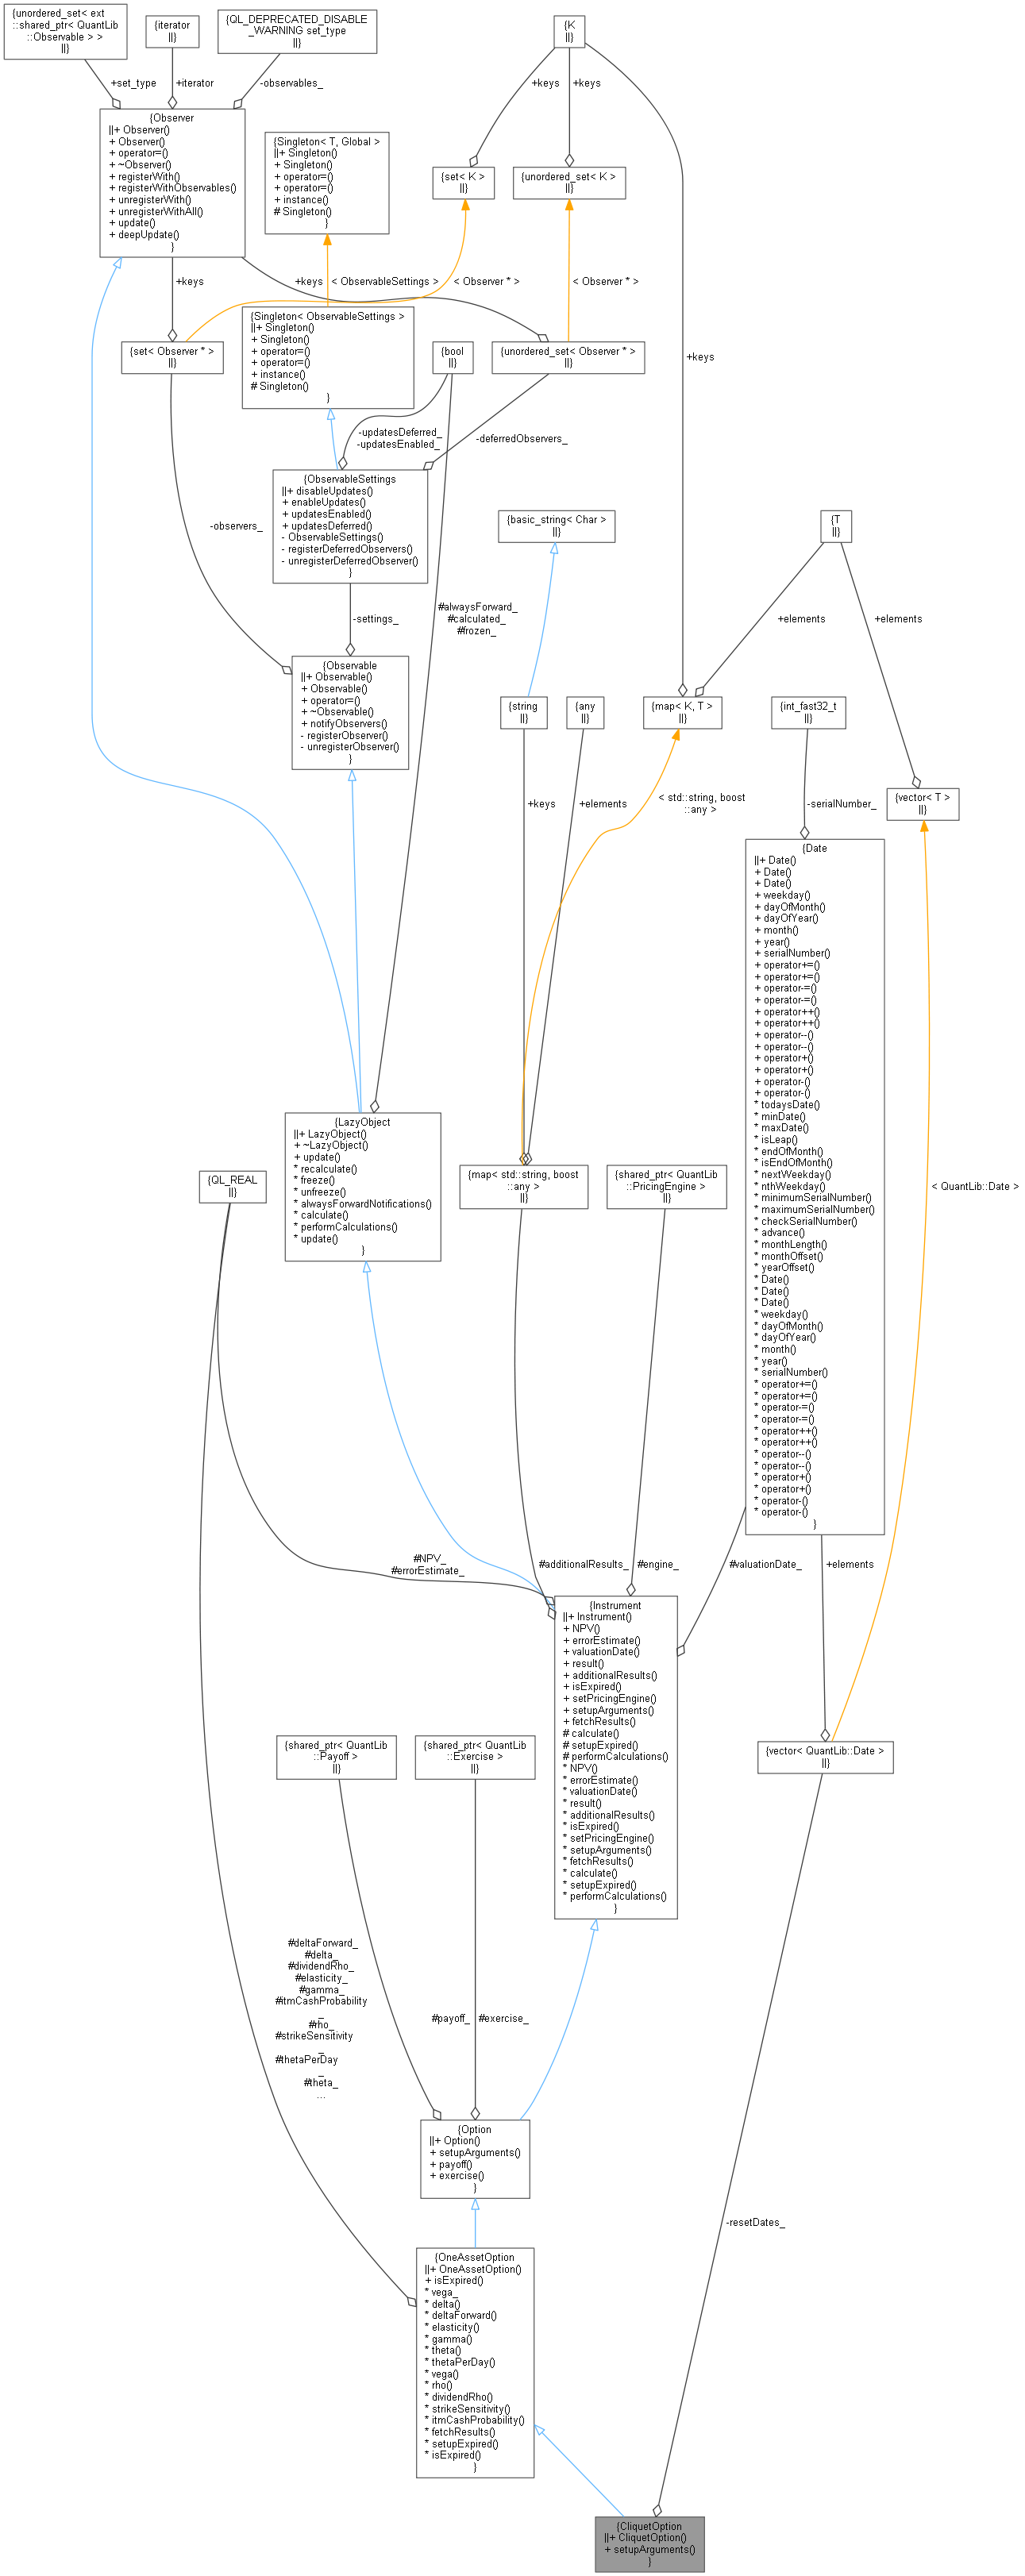 {unordered_set< ext
::shared_ptr< QuantLib
::Observable > >
||}
{iterator
||}
{QL_DEPRECATED_DISABLE
_WARNING set_type
||}
{K
||}
+set_type
+iterator
-observables_
+keys
+keys
{Observer
||+ Observer()
+ Observer()
+ operator=()
+ ~Observer()
+ registerWith()
+ registerWithObservables()
+ unregisterWith()
+ unregisterWithAll()
+ update()
+ deepUpdate()
}
{Singleton< T, Global >
||+ Singleton()
+ Singleton()
+ operator=()
+ operator=()
+ instance()
# Singleton()
}
{set< K >
||}
{unordered_set< K >
||}
+keys
+keys
< ObservableSettings >
< Observer * >
< Observer * >
{Singleton< ObservableSettings >
||+ Singleton()
+ Singleton()
+ operator=()
+ operator=()
+ instance()
# Singleton()
}
{set< Observer * >
||}
{bool
||}
{unordered_set< Observer * >
||}
+keys
-updatesDeferred_
-updatesEnabled_
-deferredObservers_
{ObservableSettings
||+ disableUpdates()
+ enableUpdates()
+ updatesEnabled()
+ updatesDeferred()
- ObservableSettings()
- registerDeferredObservers()
- unregisterDeferredObserver()
}
-observers_
{basic_string< Char >
||}
{T
||}
-settings_
#alwaysForward_
#calculated_
#frozen_
+elements
+elements
{Observable
||+ Observable()
+ Observable()
+ operator=()
+ ~Observable()
+ notifyObservers()
- registerObserver()
- unregisterObserver()
}
{string
||}
{any
||}
{map< K, T >
||}
{int_fast32_t
||}
{vector< T >
||}
+keys
+elements
< std::string, boost
::any >
-serialNumber_
{Date
||+ Date()
+ Date()
+ Date()
+ weekday()
+ dayOfMonth()
+ dayOfYear()
+ month()
+ year()
+ serialNumber()
+ operator+=()
+ operator+=()
+ operator-=()
+ operator-=()
+ operator++()
+ operator++()
+ operator--()
+ operator--()
+ operator+()
+ operator+()
+ operator-()
+ operator-()
* todaysDate()
* minDate()
* maxDate()
* isLeap()
* endOfMonth()
* isEndOfMonth()
* nextWeekday()
* nthWeekday()
* minimumSerialNumber()
* maximumSerialNumber()
* checkSerialNumber()
* advance()
* monthLength()
* monthOffset()
* yearOffset()
* Date()
* Date()
* Date()
* weekday()
* dayOfMonth()
* dayOfYear()
* month()
* year()
* serialNumber()
* operator+=()
* operator+=()
* operator-=()
* operator-=()
* operator++()
* operator++()
* operator--()
* operator--()
* operator+()
* operator+()
* operator-()
* operator-()
}
{LazyObject
||+ LazyObject()
+ ~LazyObject()
+ update()
* recalculate()
* freeze()
* unfreeze()
* alwaysForwardNotifications()
* calculate()
* performCalculations()
* update()
}
{QL_REAL
||}
{map< std::string, boost
::any >
||}
{shared_ptr< QuantLib
::PricingEngine >
||}
< QuantLib::Date >
#NPV_
#errorEstimate_
#additionalResults_
#engine_
#valuationDate_
+elements
{Instrument
||+ Instrument()
+ NPV()
+ errorEstimate()
+ valuationDate()
+ result()
+ additionalResults()
+ isExpired()
+ setPricingEngine()
+ setupArguments()
+ fetchResults()
# calculate()
# setupExpired()
# performCalculations()
* NPV()
* errorEstimate()
* valuationDate()
* result()
* additionalResults()
* isExpired()
* setPricingEngine()
* setupArguments()
* fetchResults()
* calculate()
* setupExpired()
* performCalculations()
}
{shared_ptr< QuantLib
::Payoff >
||}
{shared_ptr< QuantLib
::Exercise >
||}
{vector< QuantLib::Date >
||}
#deltaForward_
#delta_
#dividendRho_
#elasticity_
#gamma_
#itmCashProbability
_
#rho_
#strikeSensitivity
_
#thetaPerDay
_
#theta_
...
#payoff_
#exercise_
{Option
||+ Option()
+ setupArguments()
+ payoff()
+ exercise()
}
-resetDates_
{OneAssetOption
||+ OneAssetOption()
+ isExpired()
* vega_
* delta()
* deltaForward()
* elasticity()
* gamma()
* theta()
* thetaPerDay()
* vega()
* rho()
* dividendRho()
* strikeSensitivity()
* itmCashProbability()
* fetchResults()
* setupExpired()
* isExpired()
}
{CliquetOption
||+ CliquetOption()
+ setupArguments()
}